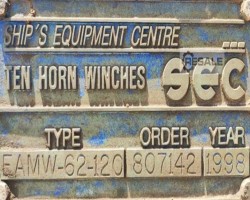 SHIP'S EQUIPMENT CENTRE
RESALE
TEN HORN WINCHES SEC
TYPE ORDER YEAR
EAMW-62-120 807142 1998